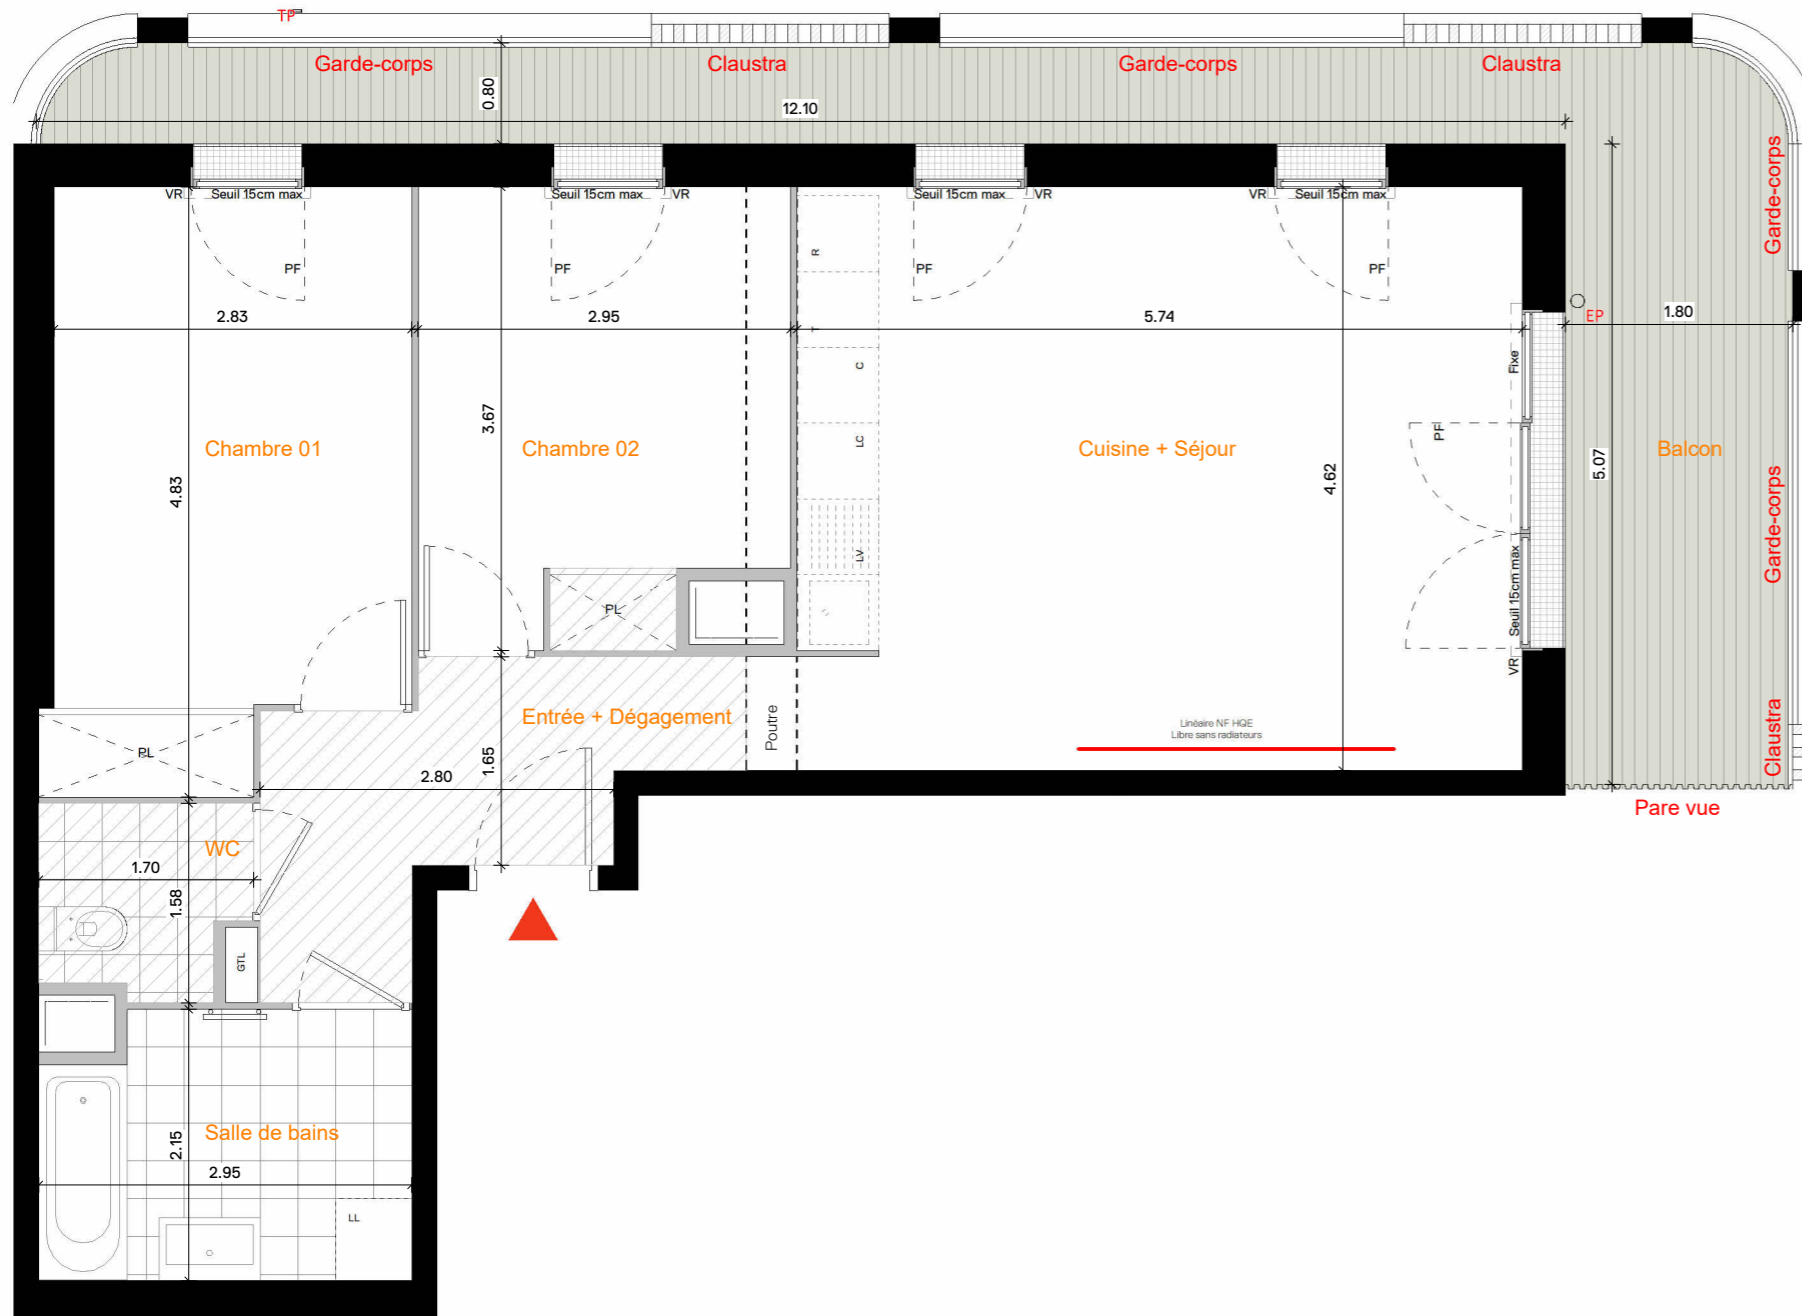 TP
Garde-corps
Claustra
Garde-corps
Claustra
0.80
12.10
Garde-corps
VR
Seuil 15cm max
Seuil 15cm max
VR
Seuil 15cm max
VR
VR
Seuil 15cm max
PF
PF
PF
PF
R
T
C
LC
LV
2.83
2.95
5.74
EP
1.80
Fixe
3.67
4.83
4.62
5.07
PF
Chambre 01
Chambre 02
Cuisine + Séjour
Balcon
Garde-corps
Seuil 15cm max
VR
PL
Entrée + Dégagement
Poutre
Linéaire NF HQE
Libre sans radiateurs
Claustra
PL
2.80
1.65
Pare vue
WC
1.70
1.58
GTL
Salle de bains
2.15
2.95
LL